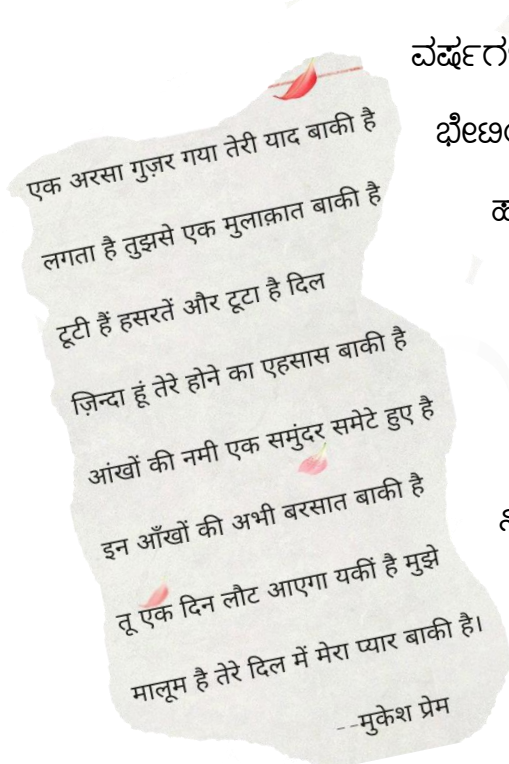 एक अरसा गुज़र गया तेरी याद बाकी है
लगता है तुझसे एक मुलाक़ात बाकी है
टूटी हैं हसरतें और टूटा है दिल
ज़िन्दा हूं तेरे होने का एहसास बाकी है
आंखों की नमी एक समुंदर समेटे हुए है
इन आँखों की अभी बरसात बाकी है
तू एक दिन लौट आएगा यकीं है मुझे
मालूम है तेरे दिल में मेरा प्यार बाकी है।
--मुकेश प्रेम